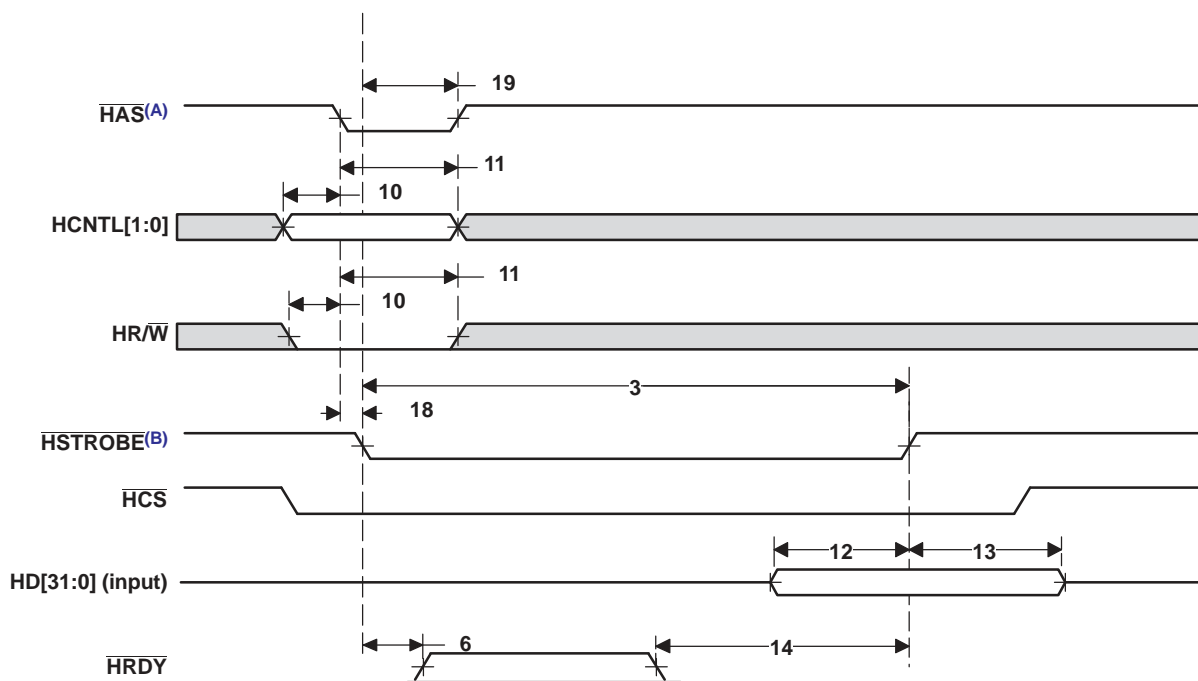 19
HAS(A)
11
10
HCNTL[1:0]
11
10
HR/W
3
18
HSTROBE(B)
HCS
12
13
HD[31:0] (input)
6
14
HRDY